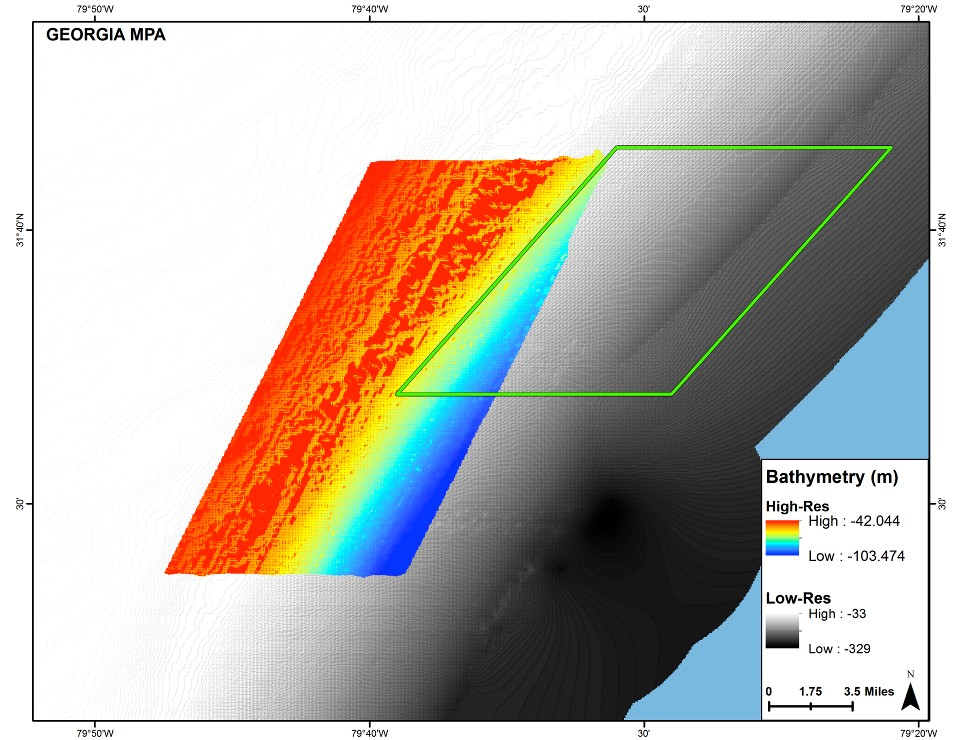 79°50'W 79°40'W 30' 79°20'W
GEORGIA MPA
31°40'N 31°40'N
30' 30'
Bathymetry (m)
High-Res
High : -42.044
Low : -103.474
Low-Res
High : -33
Low : -329
N
0 1.75 3.5 Miles
79°50'W 79°40'W 30' 79°20'W